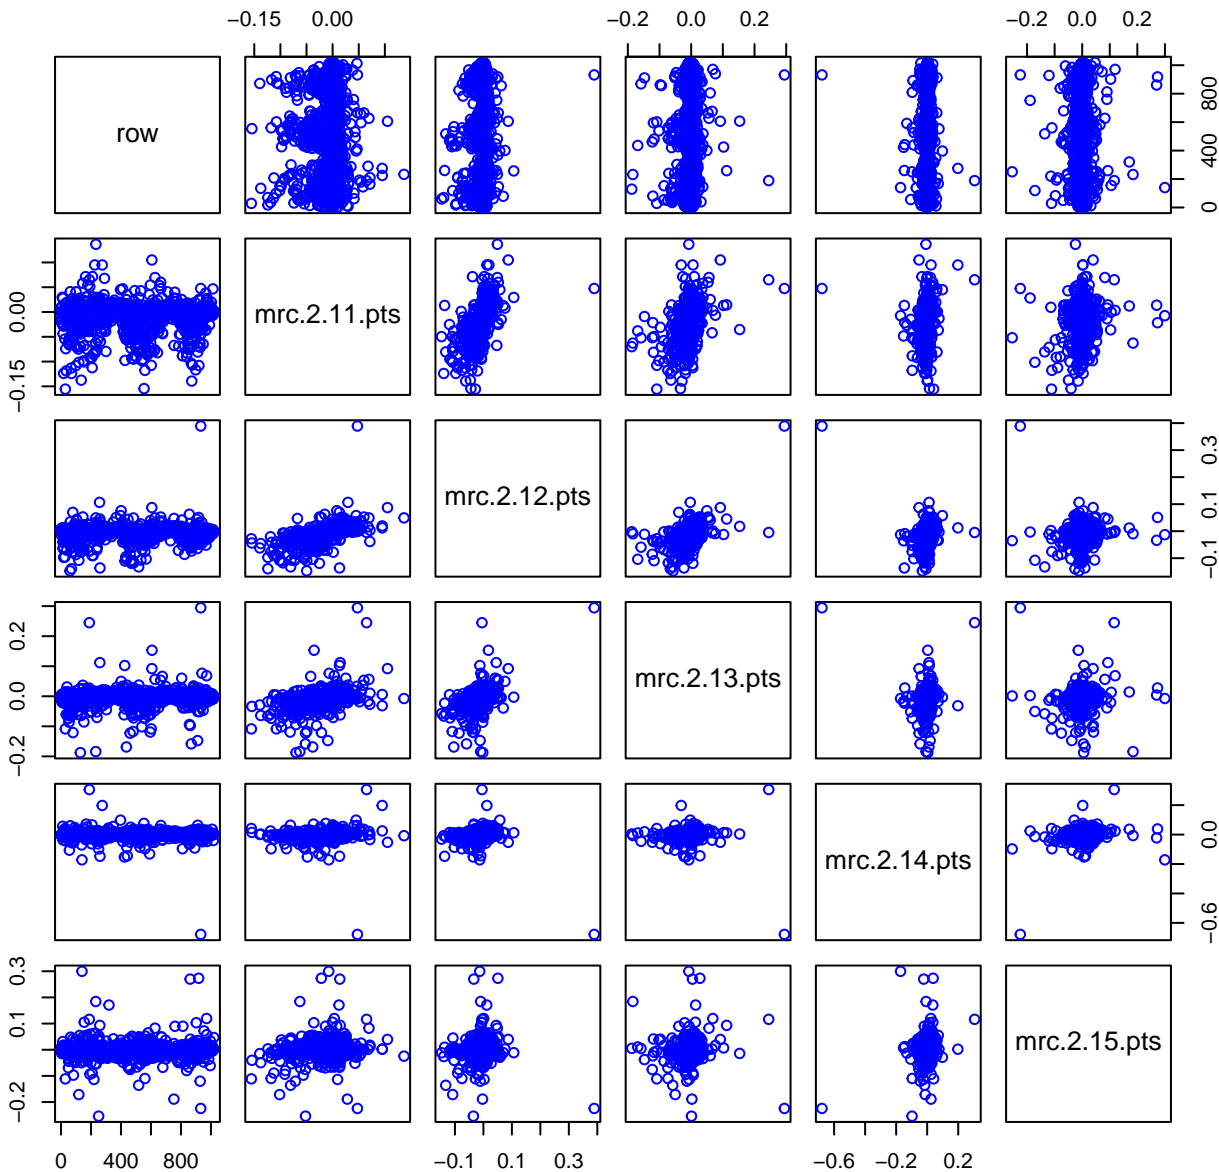 −0.15 0.00 −0.2 0.0 0.2 −0.2 0.0 0.2
row 0 400 800
−0.15 0.00 mrc.2.11.pts
mrc.2.12.pts −0.1 0.1 0.3
−0.2 0.0 0.2 mrc.2.13.pts
mrc.2.14.pts −0.6 0.0
−0.2 0.1 0.3 mrc.2.15.pts
0 400 800 −0.1 0.1 0.3 −0.6 −0.2 0.2